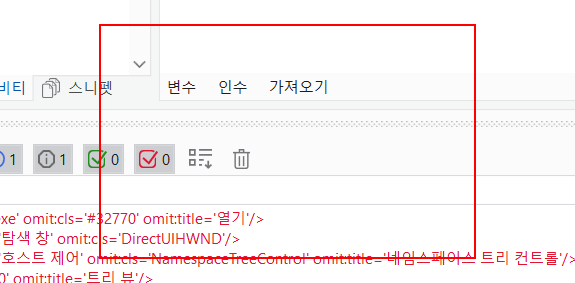 비티 스니펫 변수 인수 가져오기
1 1 0 0
exe' omit:cls='#32770' omit:title='열기'/>
'탐색 창' omit:cls='DirectUIHWND'/>
'호스트 제어' omit:cls='NamespaceTreeControl' omit:title='네임스페이스 트리 컨트롤'/>
0' omit:title='트리 뷰'/>